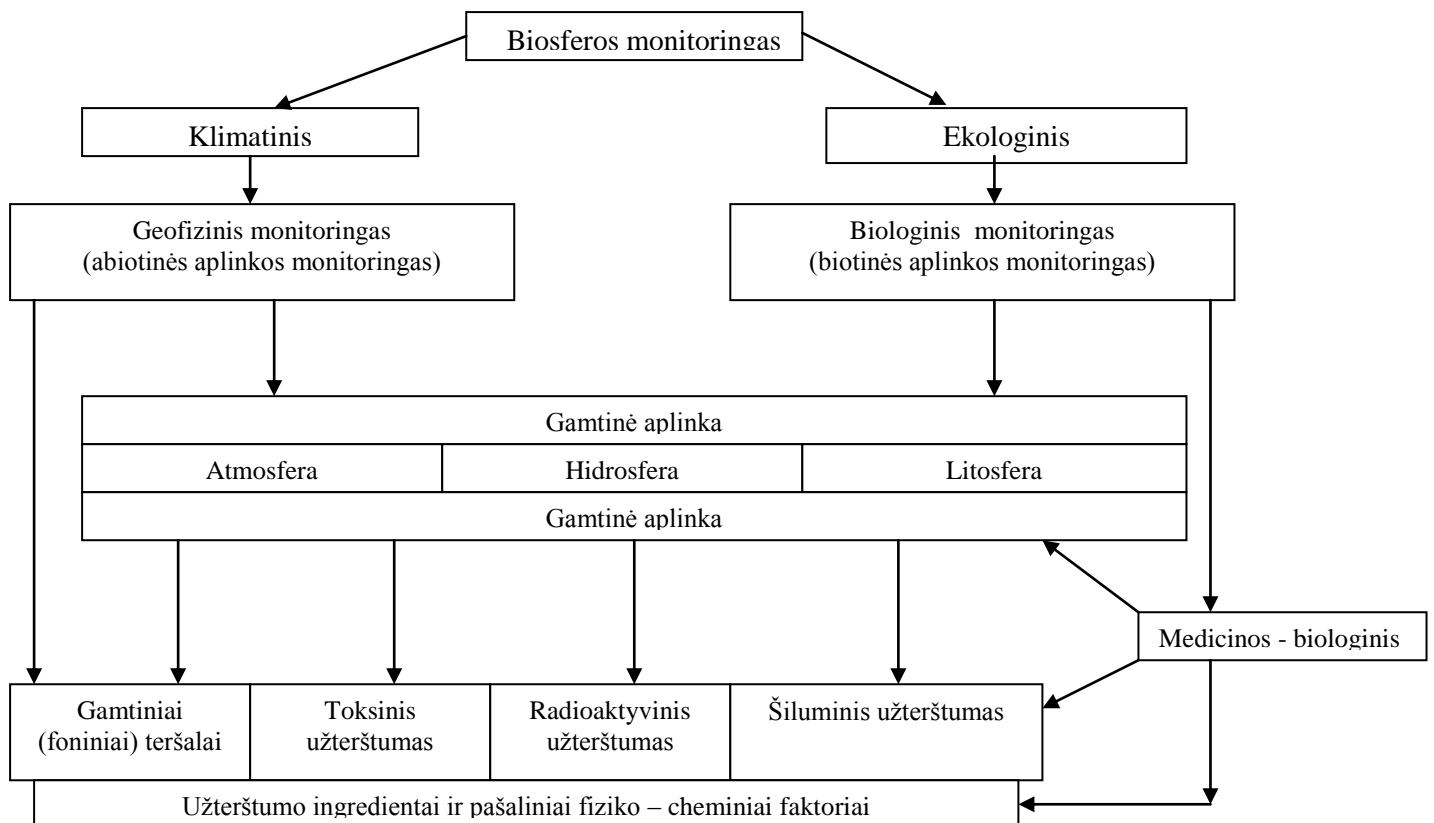 Biosferos monitoringas
Klimatinis
Ekologinis
Geofizinis monitoringas
(abiotinės aplinkos monitoringas)
Biologinis monitoringas
(biotinės aplinkos monitoringas)
Gamtinė aplinka
Atmosfera
Hidrosfera
Litosfera
Gamtinė aplinka
Medicinos - biologinis
Gamtiniai
(foniniai) teršalai
Toksinis
užterštumas
Radioaktyvinis
užterštumas
Šiluminis užterštumas
Užterštumo ingredientai ir pašaliniai fiziko – cheminiai faktoriai